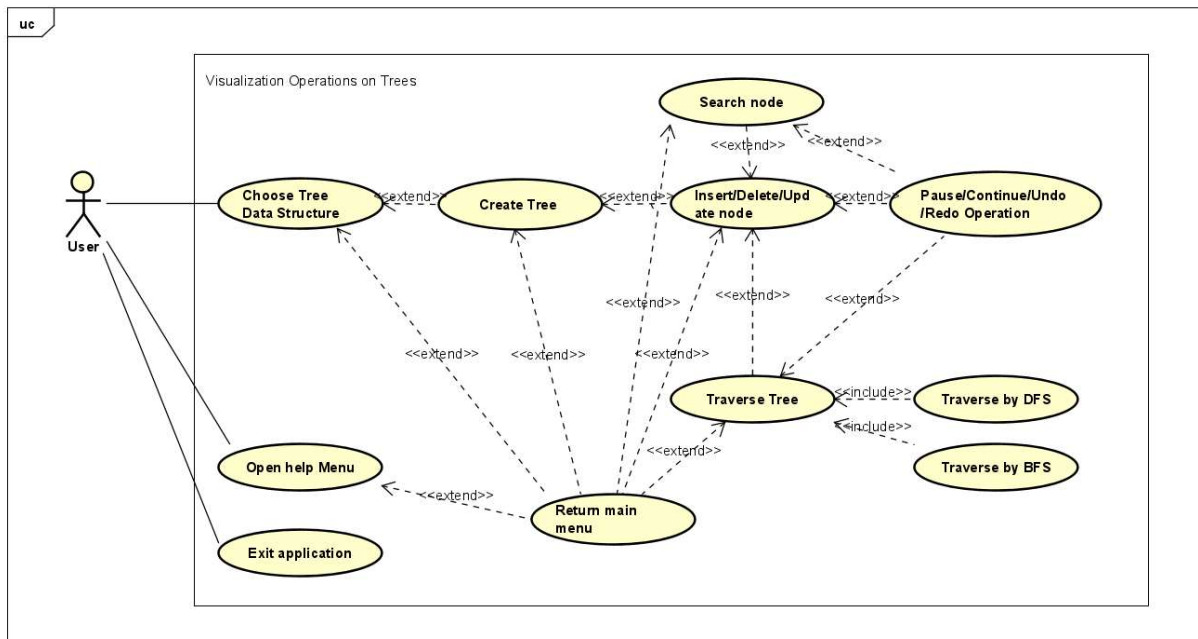 uc
Visualization Operations on Trees
Search node
<<extend>>
<<extend>>
Choose Tree
Data Structure
<<extend>>
Create Tree
<<extend>>
Insert/Delete/Upd
ate node
<<extend>>
Pause/Continue/Undo
/Redo Operation
User
<<extend>>
<<extend>>
<<extend>>
<<extend>>
<<extend>>
<<extend>>
Traverse Tree
<<include>>
Traverse by DFS
<<include>>
<<extend>>
Open help Menu
Traverse by BFS
<<extend>>
Return main
menu
Exit application